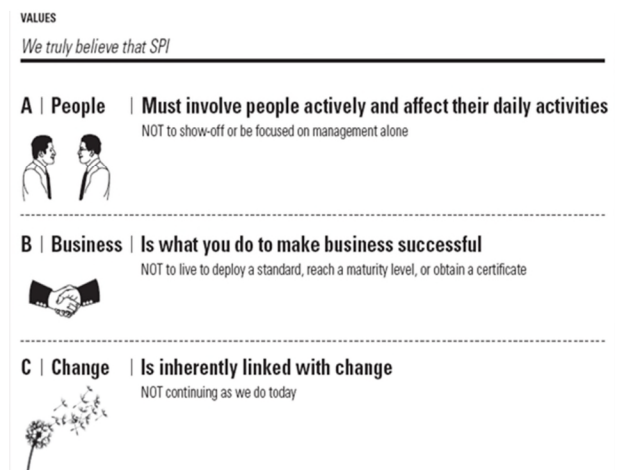 VALUES
We truly believe that SPI
A | People | Must involve people actively and affect their daily activities
NOT to show-off or be focused on management alone
B | Business | Is what you do to make business successful
NOT to live to deploy a standard, reach a maturity level, or obtain a certificate
C | Change | Is inherently linked with change
NOT continuing as we do today